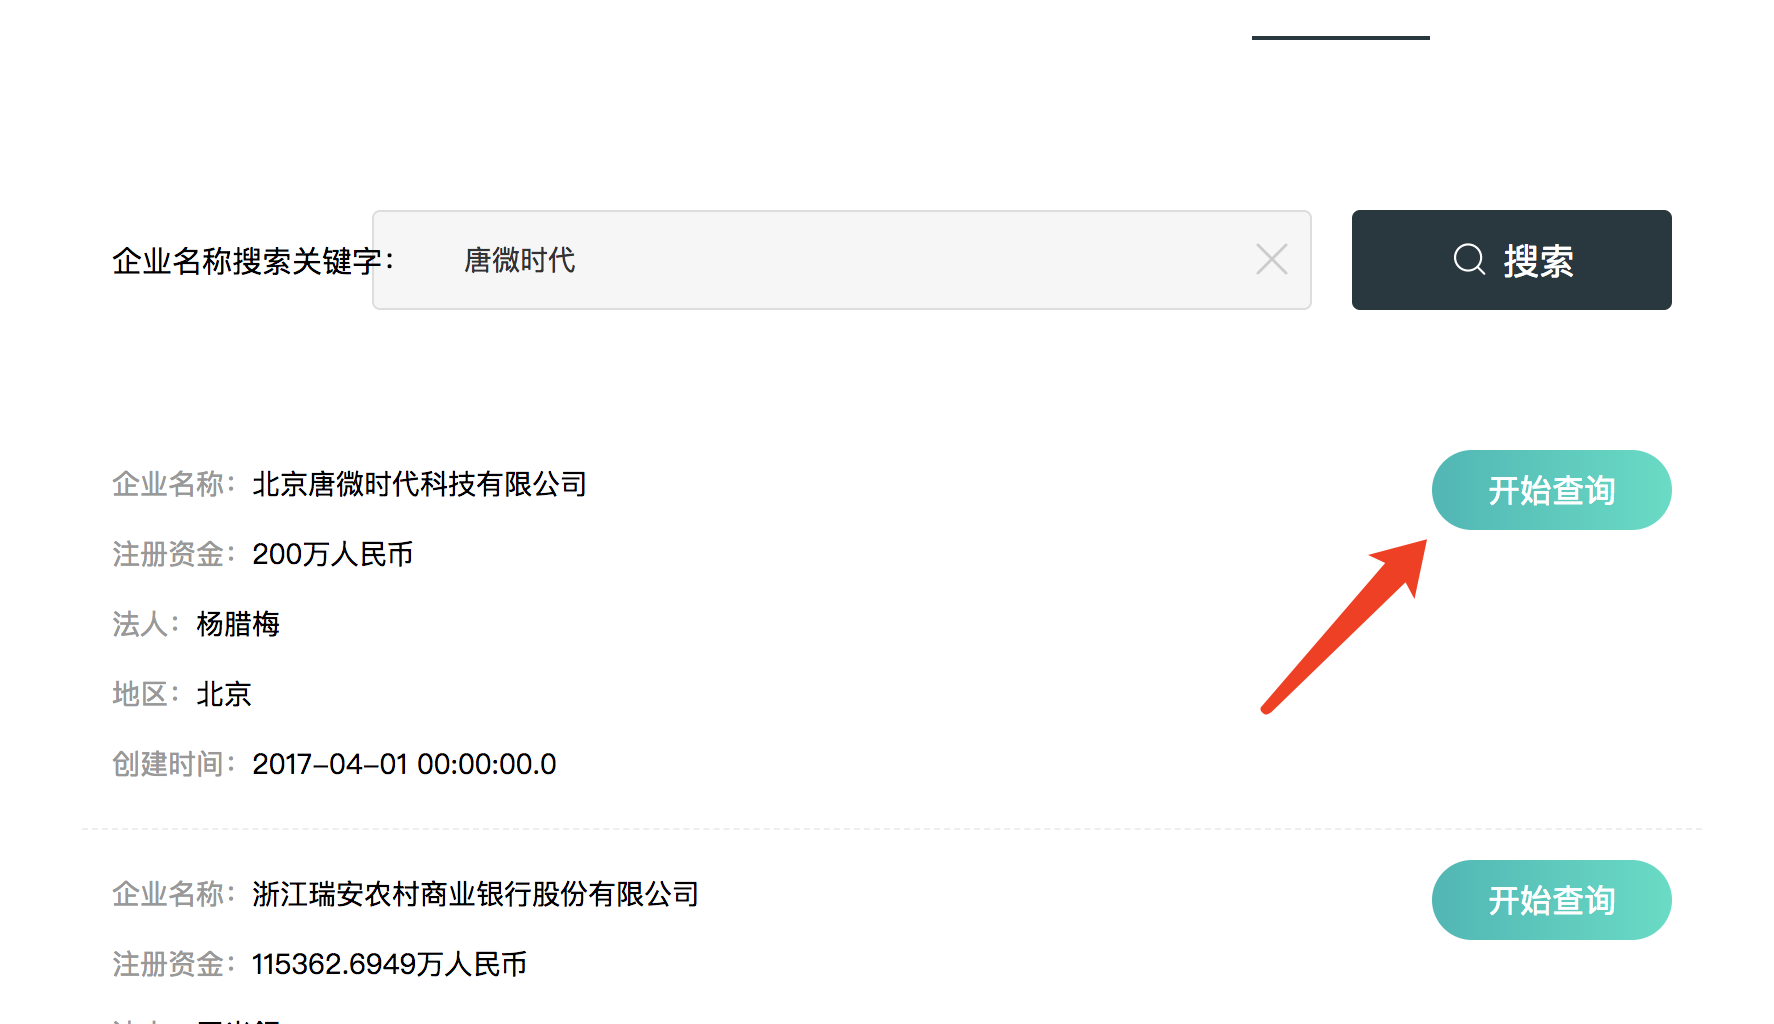 企业名称搜索关键字：
唐微时代
搜索
企业名称：北京唐微时代科技有限公司
开始查询
注册资金：200万人民币
法人：杨腊梅
地区：北京
创建时间：2017-04-01 00:00:00.0
企业名称：浙江瑞安农村商业银行股份有限公司
开始查询
注册资金：115362.6949万人民币